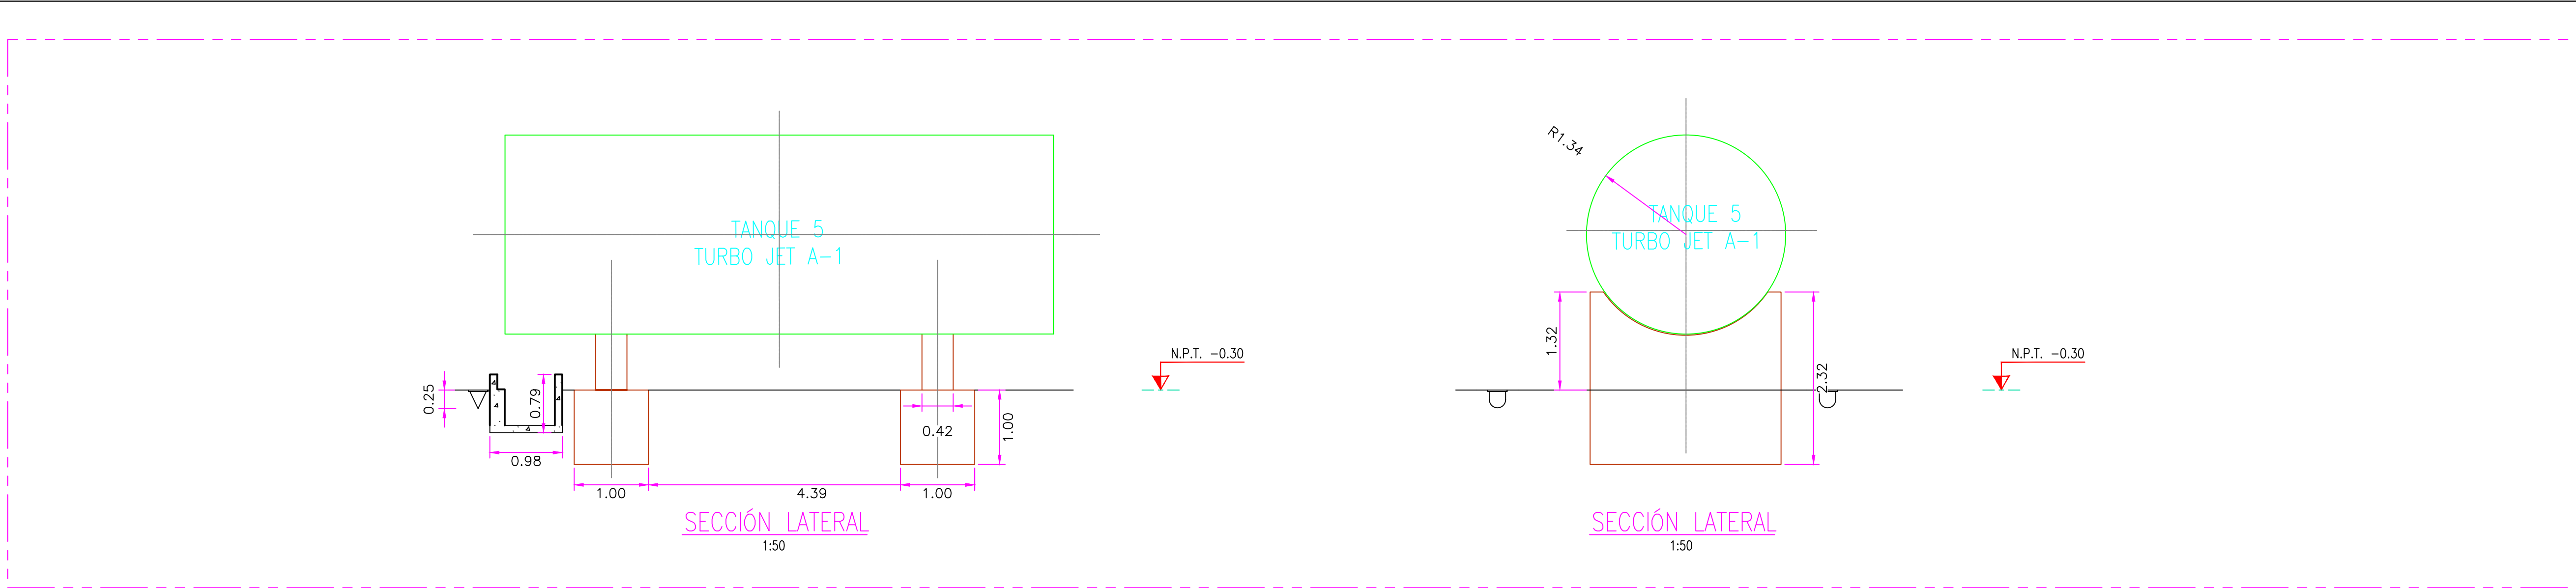 TANQUE 5
TURBO JET A-1
0.25
0.79
0.98
1.00
4.39
1.00
0.42
1.00
N.P.T. -0.30
SECCIÓN LATERAL
1:50
R1.34
TANQUE 5
TURBO JET A-1
1.32
2.32
N.P.T. -0.30
SECCIÓN LATERAL
1:50